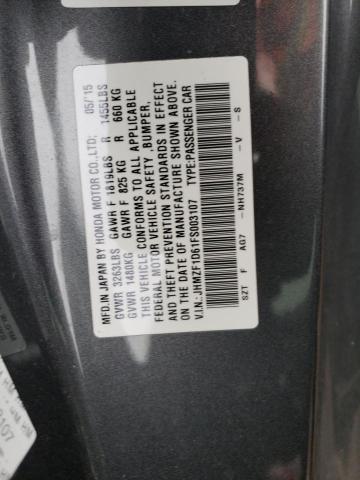 MFD.IN JAPAN BY HONDA MOTOR CO.,LTD; 05/15
GVWR 3263LBS GAWR F 1819LBS R 1455LBS
GVWR 1480KG GAWR F 825 KG R 660 KG
THIS VEHICLE CONFORMS TO ALL APPLICABLE
FEDERAL MOTOR VEHICLE SAFETY ,BUMPER,
AND THEFT PREVENTION STANDARDS IN EFFECT
ON THE DATE OF MANUFACTURE SHOWN ABOVE.
V.I.N: JHMZF1D61FS003107 TYPE:PASSENGER CAR
SZT F AG7 -NH737M -V -S